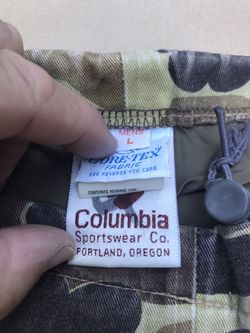 MENS
L
GORE-TEX
FABRIC
SEE REVERSE FOR CARE
CONTENTS REVERSE SIDE
Columbia
Sportswear Co.
PORTLAND, OREGON